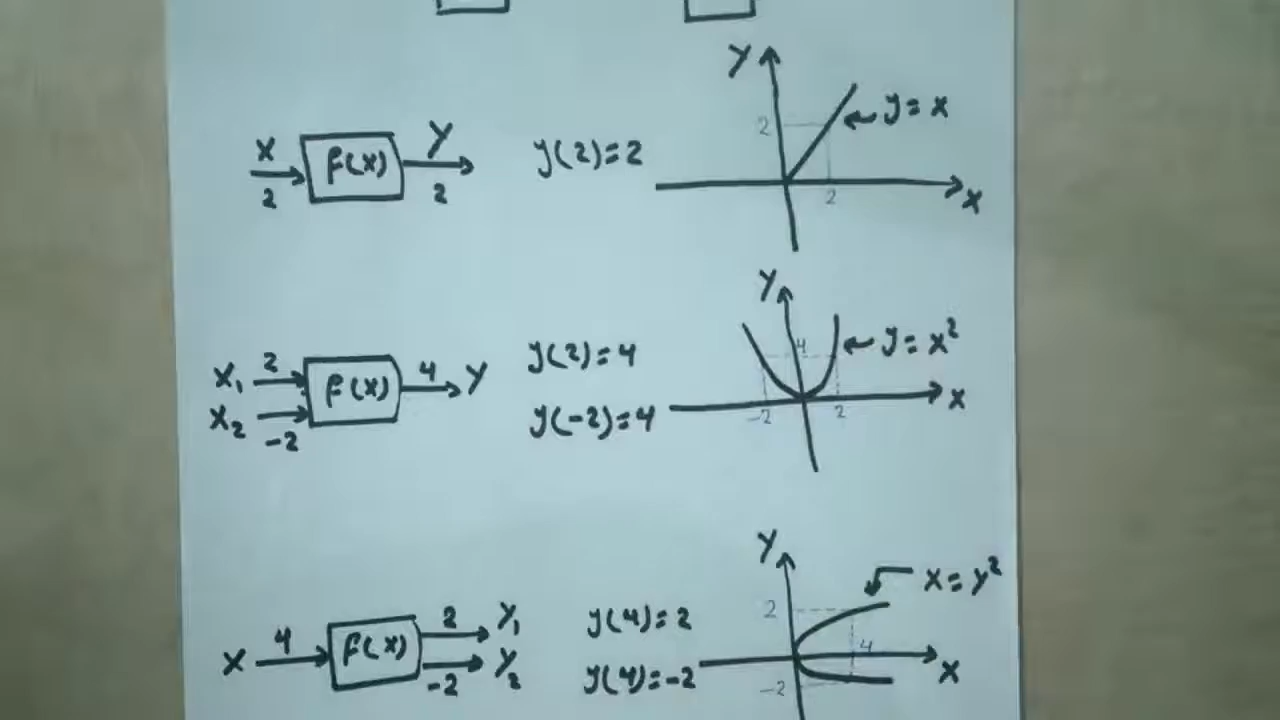 X 2 f(x) Y 2 y(2)=2 Y 2 2 X y=x
X₁ 2 X₂ -2 f(x) 4 Y y(2)=4 y(-2)=4 Y 4 -2 2 X y=x²
X 4 f(x) 2 Y₁ -2 Y₂ y(4)=2 y(4)=-2 Y 2 -2 4 X x=y²